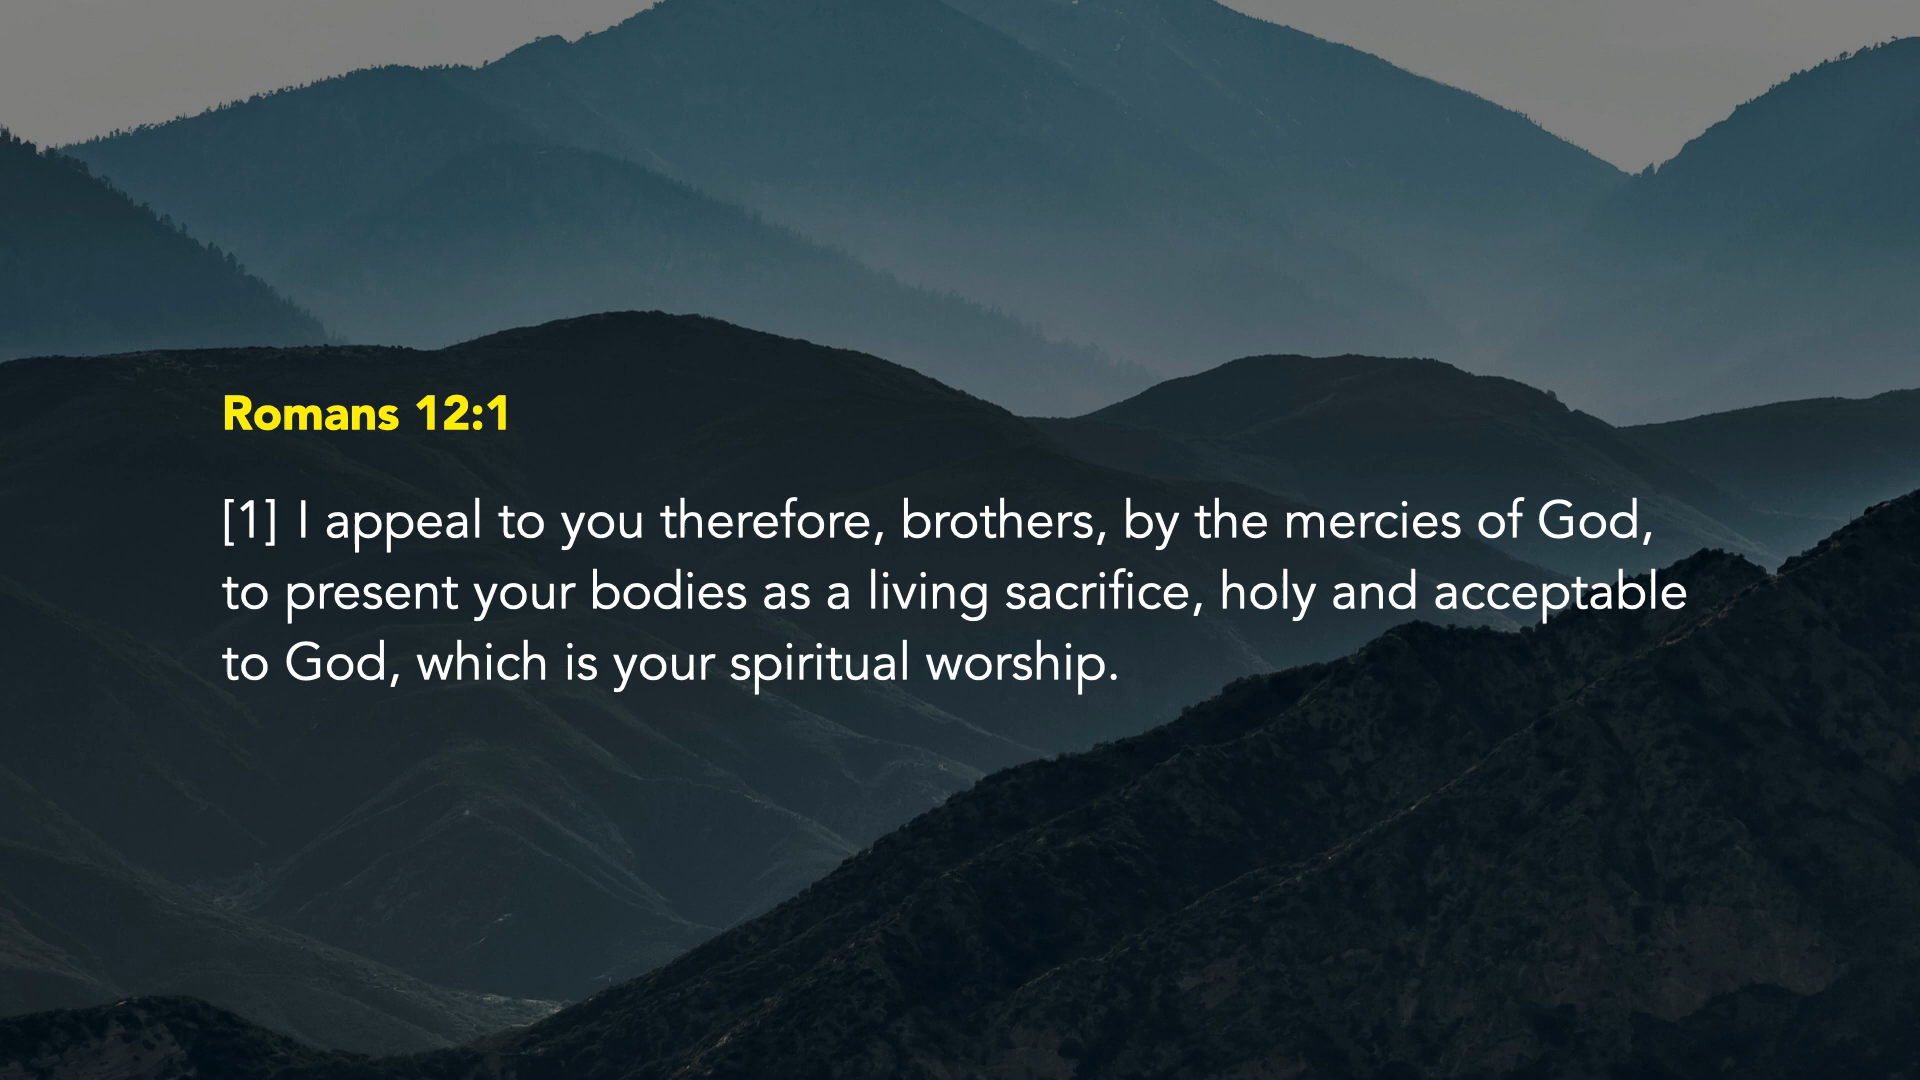 Romans 12:1
[1] I appeal to you therefore, brothers, by the mercies of God,
to present your bodies as a living sacrifice, holy and acceptable
to God, which is your spiritual worship.